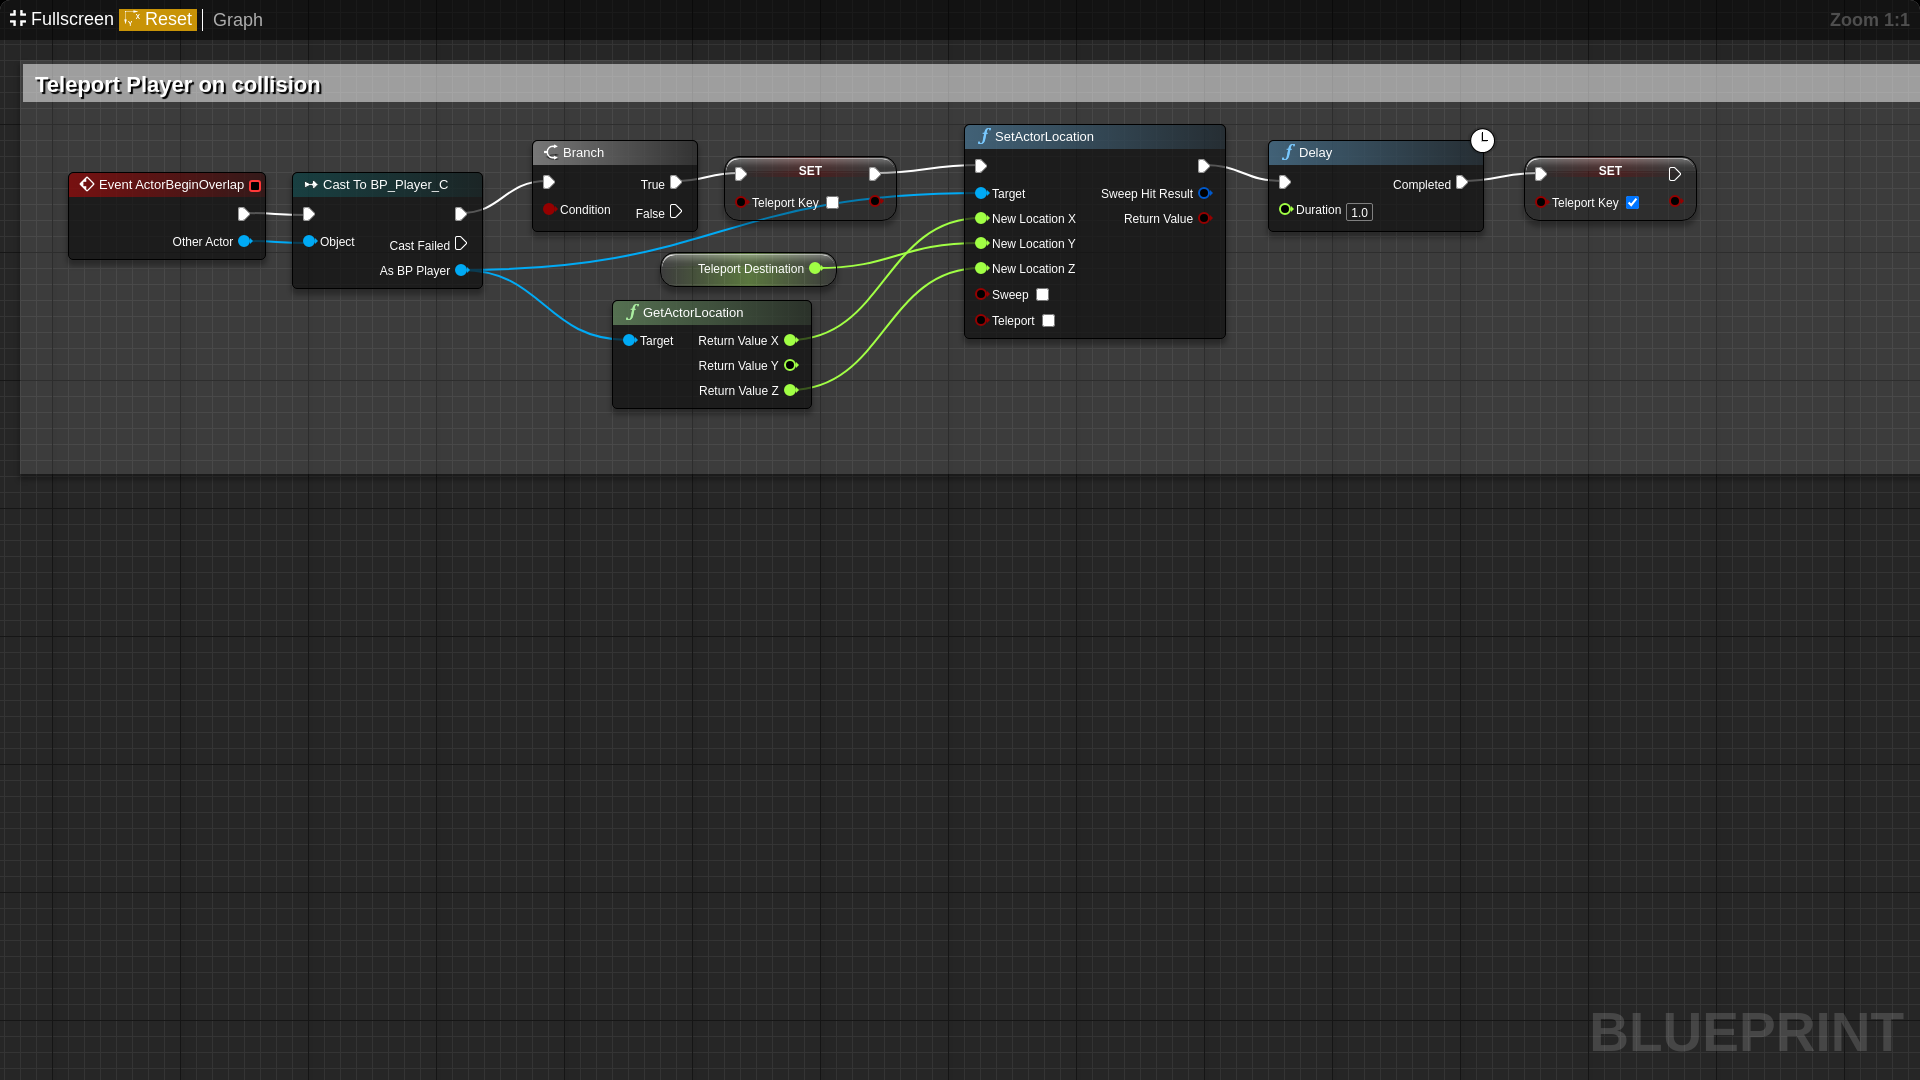 Fullscreen Reset Graph Zoom 1:1
Teleport Player on collision
Event ActorBeginOverlap
Other Actor
Cast To BP_Player_C
Object
Cast Failed
As BP Player
Branch
True
Condition
False
SET
Teleport Key
Teleport Destination
GetActorLocation
Target
Return Value X
Return Value Y
Return Value Z
SetActorLocation
Target
Sweep Hit Result
New Location X
Return Value
New Location Y
New Location Z
Sweep
Teleport
Delay
Completed
Duration 1.0
SET
Teleport Key
BLUEPRINT